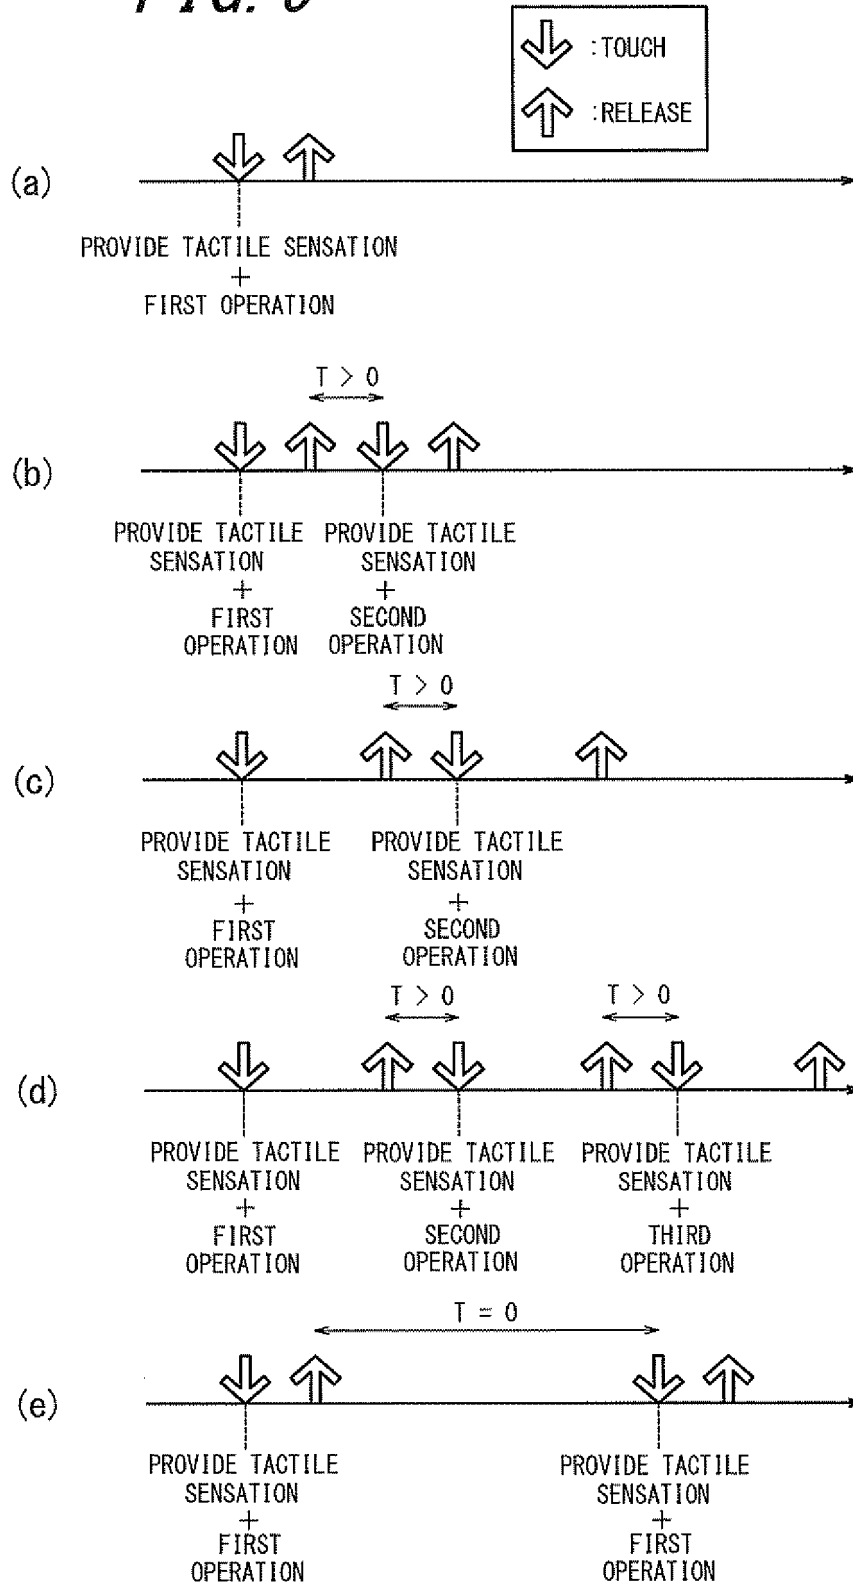 :TOUCH
:RELEASE
(a)
PROVIDE TACTILE SENSATION
+
FIRST OPERATION
T > 0
(b)
PROVIDE TACTILE SENSATION
+
FIRST OPERATION
PROVIDE TACTILE SENSATION
+
SECOND OPERATION
T > 0
(c)
PROVIDE TACTILE
SENSATION
+
FIRST
OPERATION
PROVIDE TACTILE
SENSATION
+
SECOND
OPERATION
T > 0
T > 0
(d)
PROVIDE TACTILE
SENSATION
+
FIRST
OPERATION
PROVIDE TACTILE
SENSATION
+
SECOND
OPERATION
PROVIDE TACTILE
SENSATION
+
THIRD
OPERATION
T = 0
(e)
PROVIDE TACTILE
SENSATION
+
FIRST
OPERATION
PROVIDE TACTILE
SENSATION
+
FIRST
OPERATION